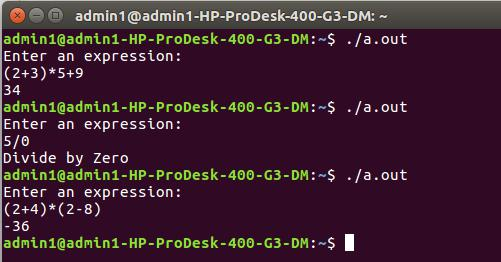 admin1@admin1-HP-ProDesk-400-G3-DM: ~
admin1@admin1-HP-ProDesk-400-G3-DM:~$ ./a.out
Enter an expression:
(2+3)*5+9
34
admin1@admin1-HP-ProDesk-400-G3-DM:~$ ./a.out
Enter an expression:
5/0
Divide by Zero
admin1@admin1-HP-ProDesk-400-G3-DM:~$ ./a.out
Enter an expression:
(2+4)*(2-8)
-36
admin1@admin1-HP-ProDesk-400-G3-DM:~$